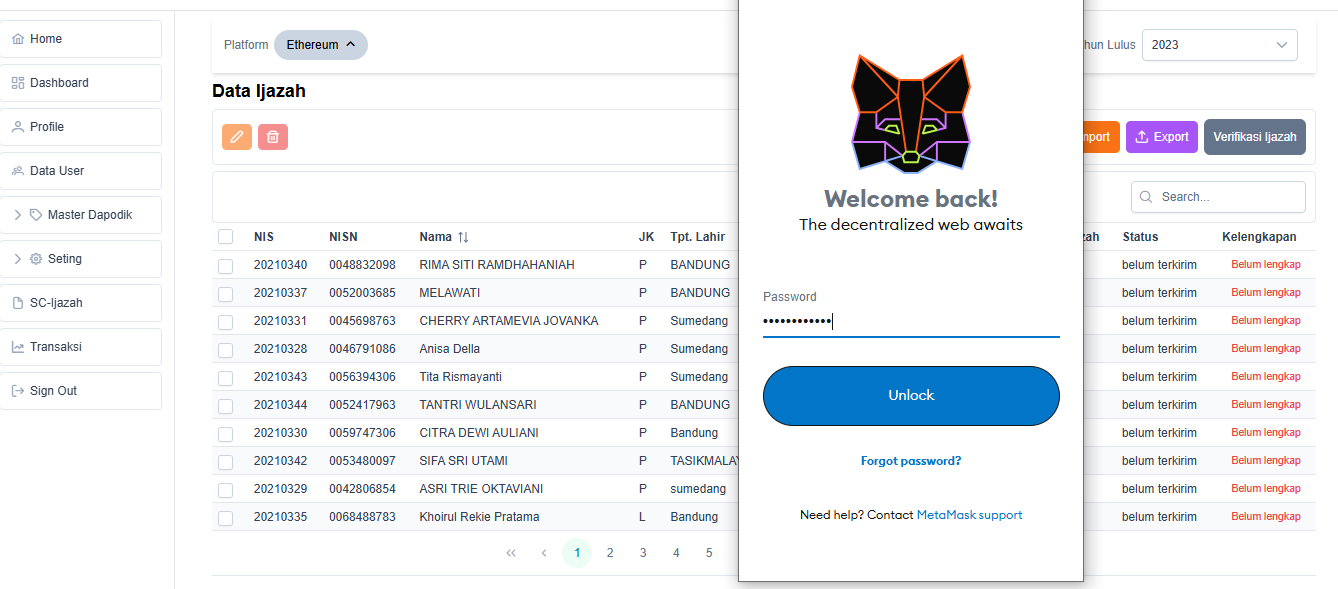 Home
Dashboard
Profile
Data User
Master Dapodik
Seting
SC-Ijazah
Transaksi
Sign Out
Platform Ethereum
hun Lulus 2023
Data Ijazah
mport Export Verifikasi Ijazah
Search...
NIS NISN Nama JK Tpt. Lahir zah Status Kelengkapan
20210340 0048832098 RIMA SITI RAMDHAHANIAH P BANDUNG belum terkirim Belum lengkap
20210337 0052003685 MELAWATI P BANDUNG belum terkirim Belum lengkap
20210331 0045698763 CHERRY ARTAMEVIA JOVANKA P Sumedang belum terkirim Belum lengkap
20210328 0046791086 Anisa Della P Sumedang belum terkirim Belum lengkap
20210343 0056394306 Tita Rismayanti P Sumedang belum terkirim Belum lengkap
20210344 0052417963 TANTRI WULANSARI P BANDUNG belum terkirim Belum lengkap
20210330 0059747306 CITRA DEWI AULIANI P Bandung belum terkirim Belum lengkap
20210342 0053480097 SIFA SRI UTAMI P TASIKMALAY belum terkirim Belum lengkap
20210329 0042806854 ASRI TRIE OKTAVIANI P sumedang belum terkirim Belum lengkap
20210335 0068488783 Khoirul Rekie Pratama L Bandung belum terkirim Belum lengkap
1 2 3 4 5
Welcome back!
The decentralized web awaits
Password
••••••••••••
Unlock
Forgot password?
Need help? Contact MetaMask support